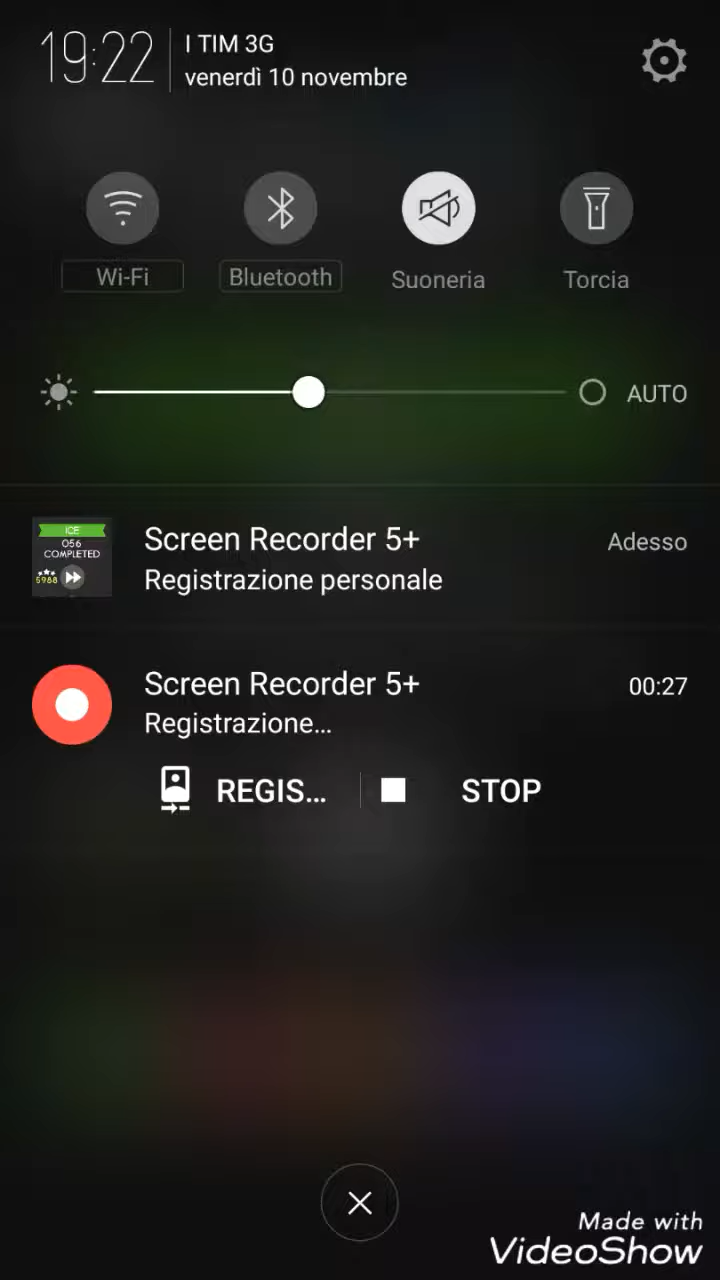 19:22
I TIM 3G
venerdì 10 novembre
Wi-Fi
Bluetooth
Suoneria
Torcia
AUTO
ICE
056
COMPLETED
5988
Screen Recorder 5+
Adesso
Registrazione personale
Screen Recorder 5+
00:27
Registrazione...
REGIS...
STOP
Made with
VideoShow